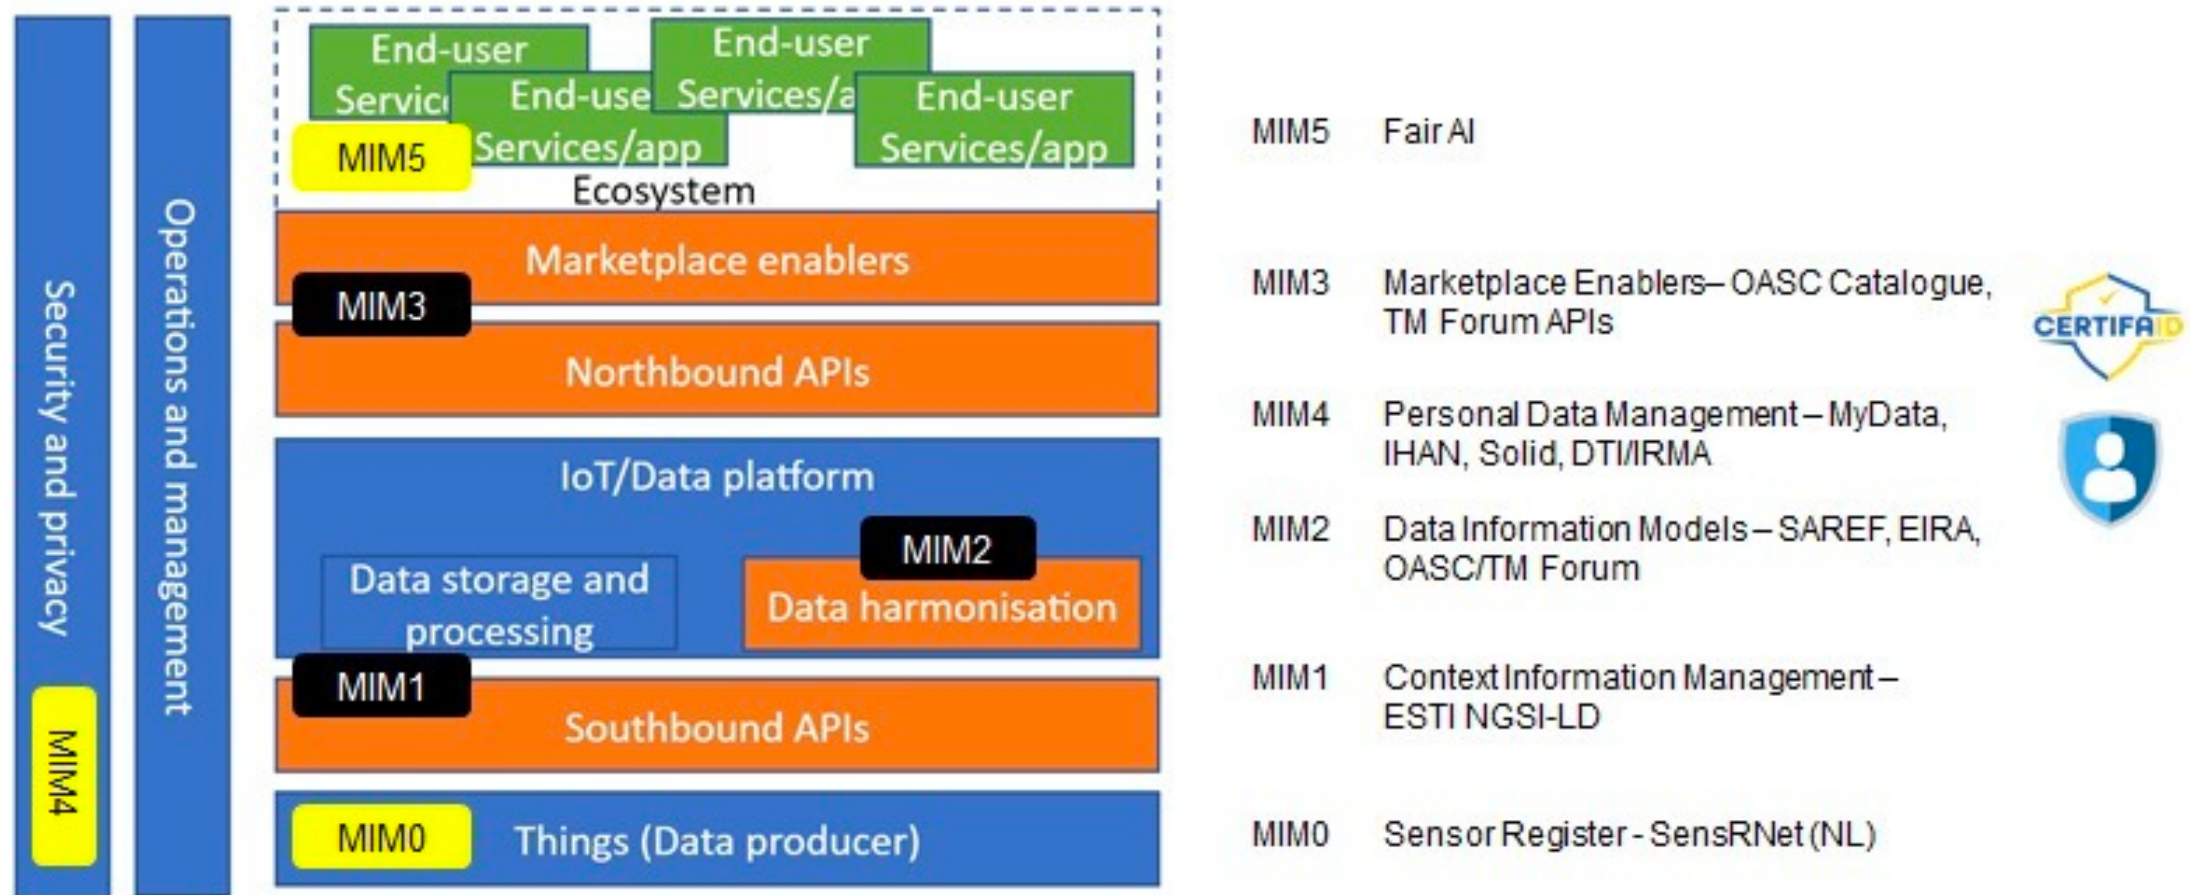 Security and privacy
MIM4
Operations and management
End-user
Servic
End-use
Services/app
End-user
Services/a
End-user
Services/app
MIM5
Ecosystem
Marketplace enablers
MIM3
Northbound APIs
IoT/Data platform
MIM2
Data storage and
processing
Data harmonisation
MIM1
Southbound APIs
MIM0
Things (Data producer)
MIM5 Fair AI
MIM3 Marketplace Enablers– OASC Catalogue,
TM Forum APIs
CERTIFAID
MIM4 Personal Data Management – MyData,
IHAN, Solid, DTI/IRMA
MIM2 Data Information Models – SAREF, EIRA,
OASC/TM Forum
MIM1 Context Information Management –
ESTI NGSI-LD
MIM0 Sensor Register - SensRNet (NL)